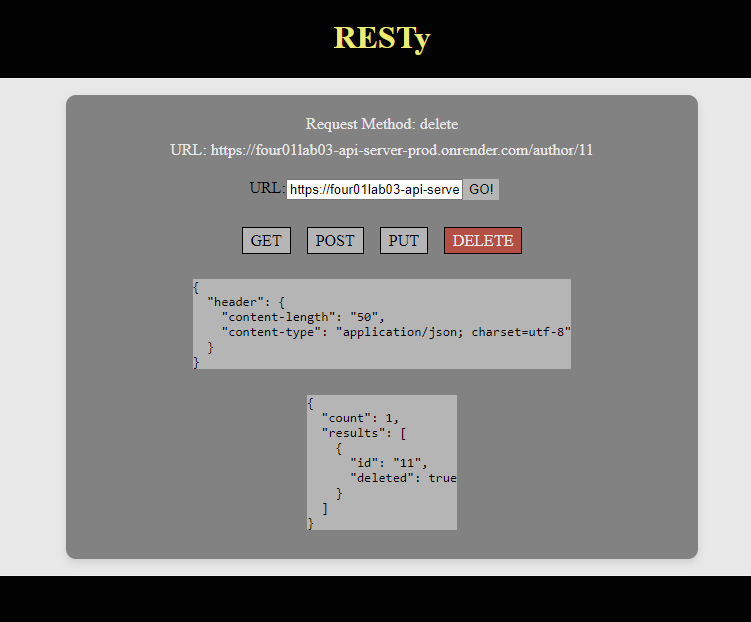 RESTy
Request Method: delete
URL: https://four01lab03-api-server-prod.onrender.com/author/11
URL: https://four01lab03-api-serve GO!
GET POST PUT DELETE
{
  "header": {
    "content-length": "50",
    "content-type": "application/json; charset=utf-8"
  }
}
{
  "count": 1,
  "results": [
    {
      "id": "11",
      "deleted": true
    }
  ]
}